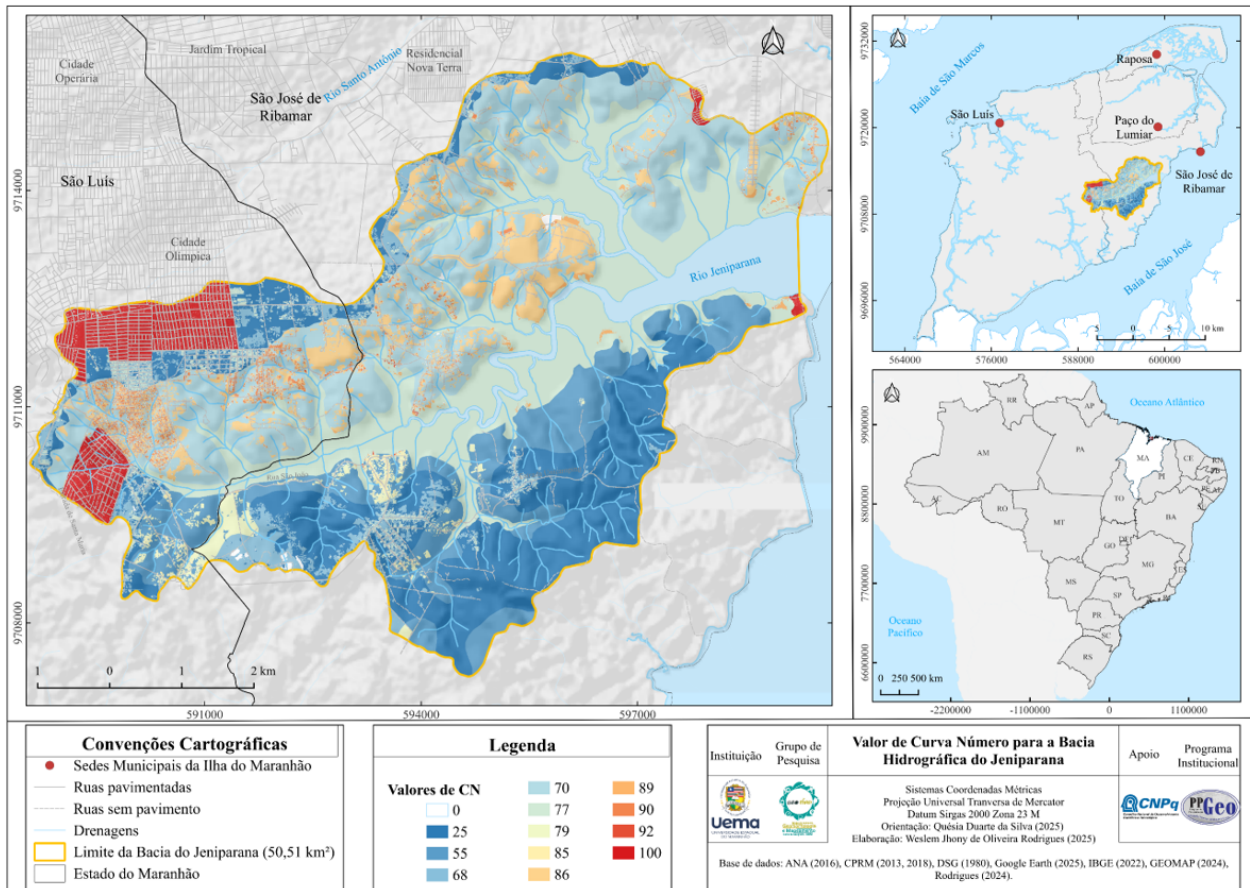 Jardim Tropical
Cidade
Operária
Rio Santo Antônio
Residencial
Nova Terra
São José de
Ribamar
São Luís
Cidade
Olímpica
Rio Jeniparana
Rua São João
9714000
9711000
9708000
591000
594000
597000
1 0 1 2 km
Baía de São Marcos
Raposa
São Luís
Paço do
Lumiar
São José de
Ribamar
Baía de São José
9732000
9720000
9708000
9696000
5 0 -5 10 km
564000
576000
588000
600000
Oceano Atlântico
RR
AP
AM
PA
MA
CE
RN
PB
PI
AC
TO
RO
BA
MT
GO
DF
MG
ES
MS
SP
RJ
PR
SC
RS
Oceano
Pacífico
9900000
8800000
7700000
6600000
0 250 500 km
-2200000
-1100000
0
1100000
Convenções Cartográficas
Sedes Municipais da Ilha do Maranhão
Ruas pavimentadas
Ruas sem pavimento
Drenagens
Limite da Bacia do Jeniparana (50,51 km²)
Estado do Maranhão
Legenda
Valores de CN
0
25
55
68
70
77
79
85
86
89
90
92
100
Instituição
Grupo de
Pesquisa
Uema
Valor de Curva Número para a Bacia
Hidrográfica do Jeniparana
Sistemas Coordenadas Métricas
Projeção Universal Tranversa de Mercator
Datum Sirgas 2000 Zona 23 M
Orientação: Quésia Duarte da Silva (2025)
Elaboração: Weslem Jhony de Oliveira Rodrigues (2025)
Apoio
Programa
Institucional
CNPq
PPGeo
Base de dados: ANA (2016), CPRM (2013, 2018), DSG (1980), Google Earth (2025), IBGE (2022), GEOMAP (2024),
Rodrigues (2024).